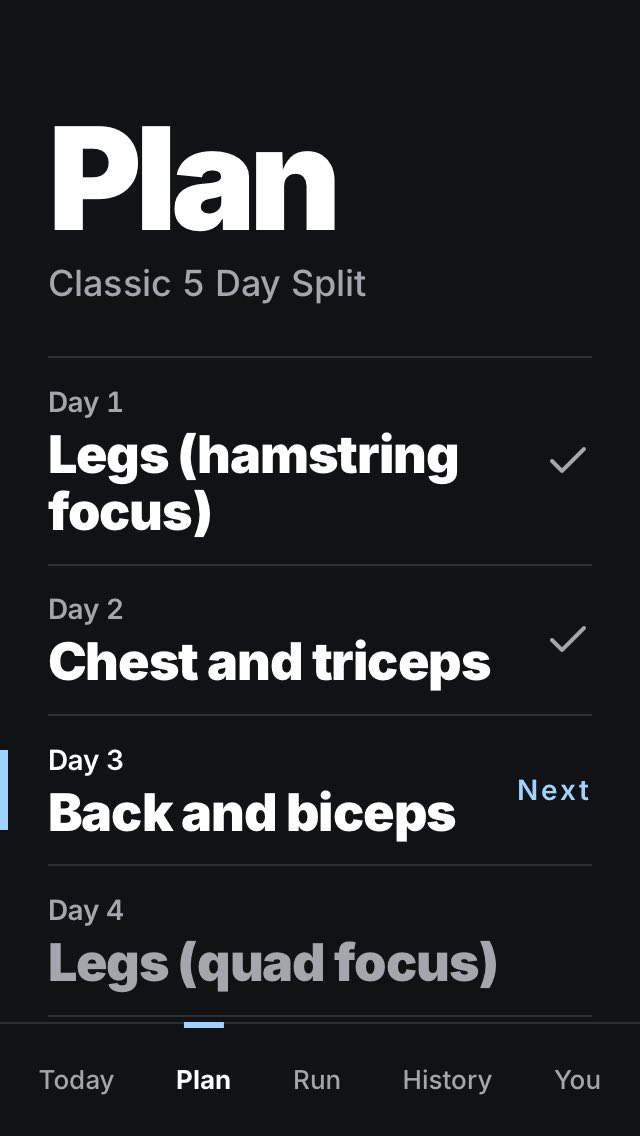 Plan
Classic 5 Day Split
Day 1
Legs (hamstring
focus)
Day 2
Chest and triceps
Day 3
Back and biceps
Next
Day 4
Legs (quad focus)
Today
Plan
Run
History
You